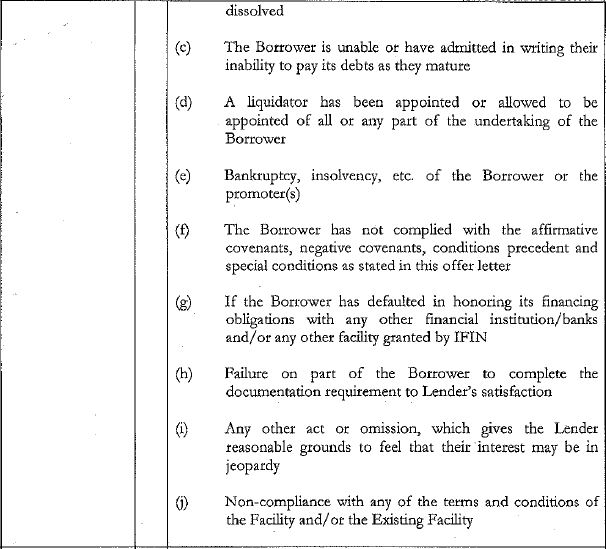 dissolved
(c) The Borrower is unable or have admitted in writing their
inability to pay its debts as they mature
(d) A liquidator has been appointed or allowed to be
appointed of all or any part of the undertaking of the
Borrower
(e) Bankruptcy, insolvency, etc. of the Borrower or the
promoter(s)
(f) The Borrower has not complied with the affirmative
covenants, negative covenants, conditions precedent and
special conditions as stated in this offer letter
(g) If the Borrower has defaulted in honoring its financing
obligations with any other financial institution/banks
and/or any other facility granted by IFIN
(h) Failure on part of the Borrower to complete the
documentation requirement to Lender's satisfaction
(i) Any other act or omission, which gives the Lender
reasonable grounds to feel that their interest may be in
jeopardy
(j) Non-compliance with any of the terms and conditions of
the Facility and/or the Existing Facility